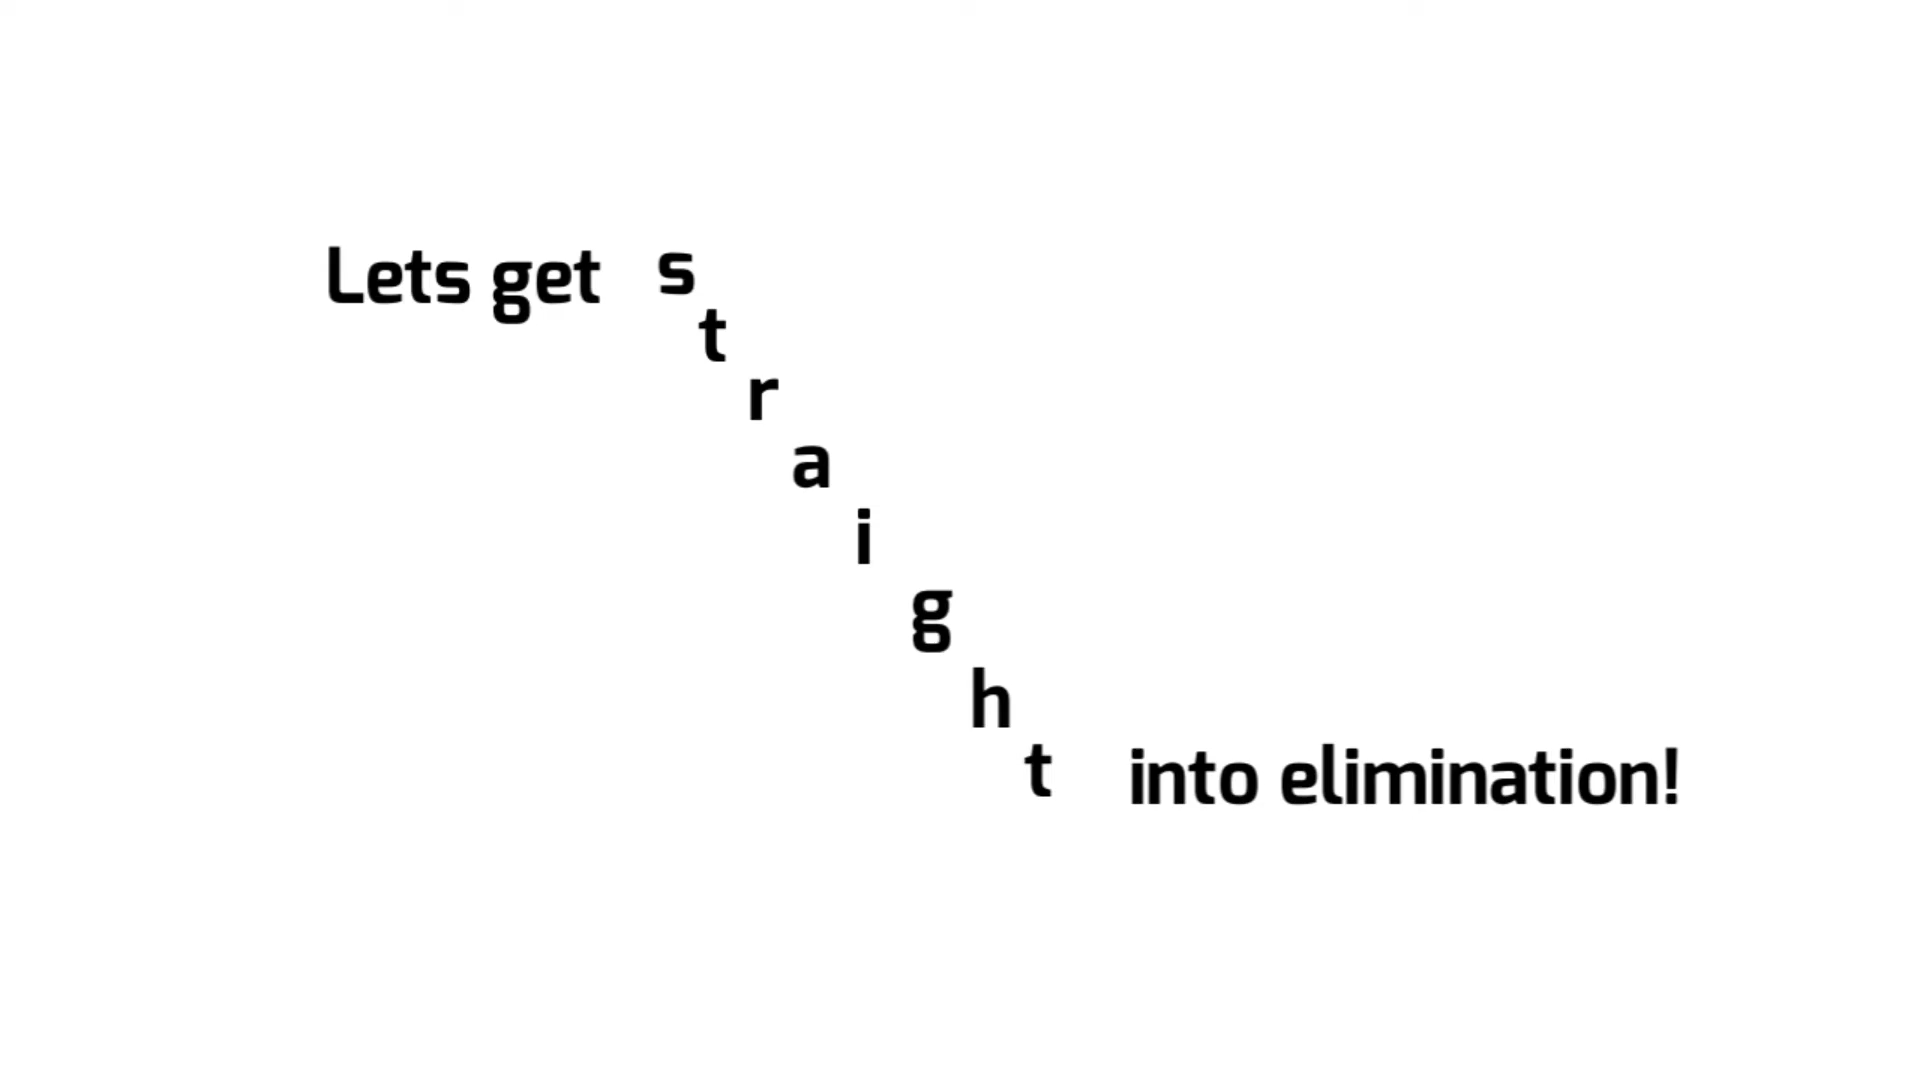 Lets get s
t
r
a
i
g
h
t into elimination!